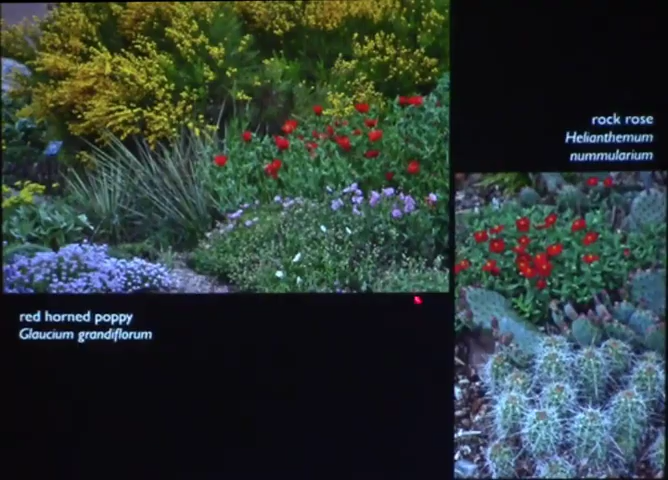 rock rose
Helianthemum
nummularium
red horned poppy
Glaucium grandiflorum